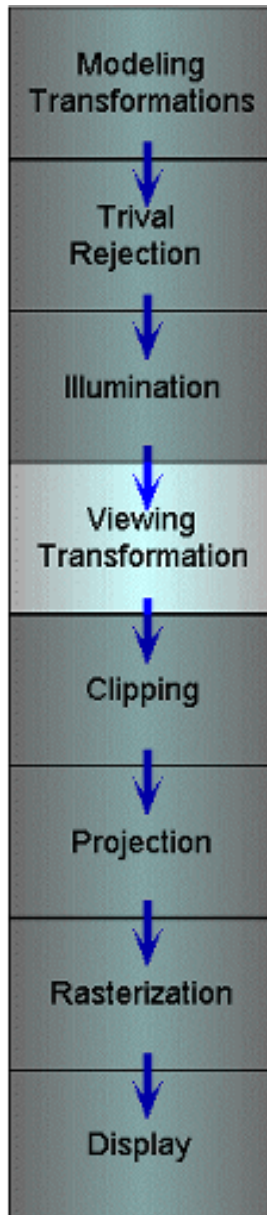 Modeling
Transformations
Trival
Rejection
Illumination
Viewing
Transformation
Clipping
Projection
Rasterization
Display